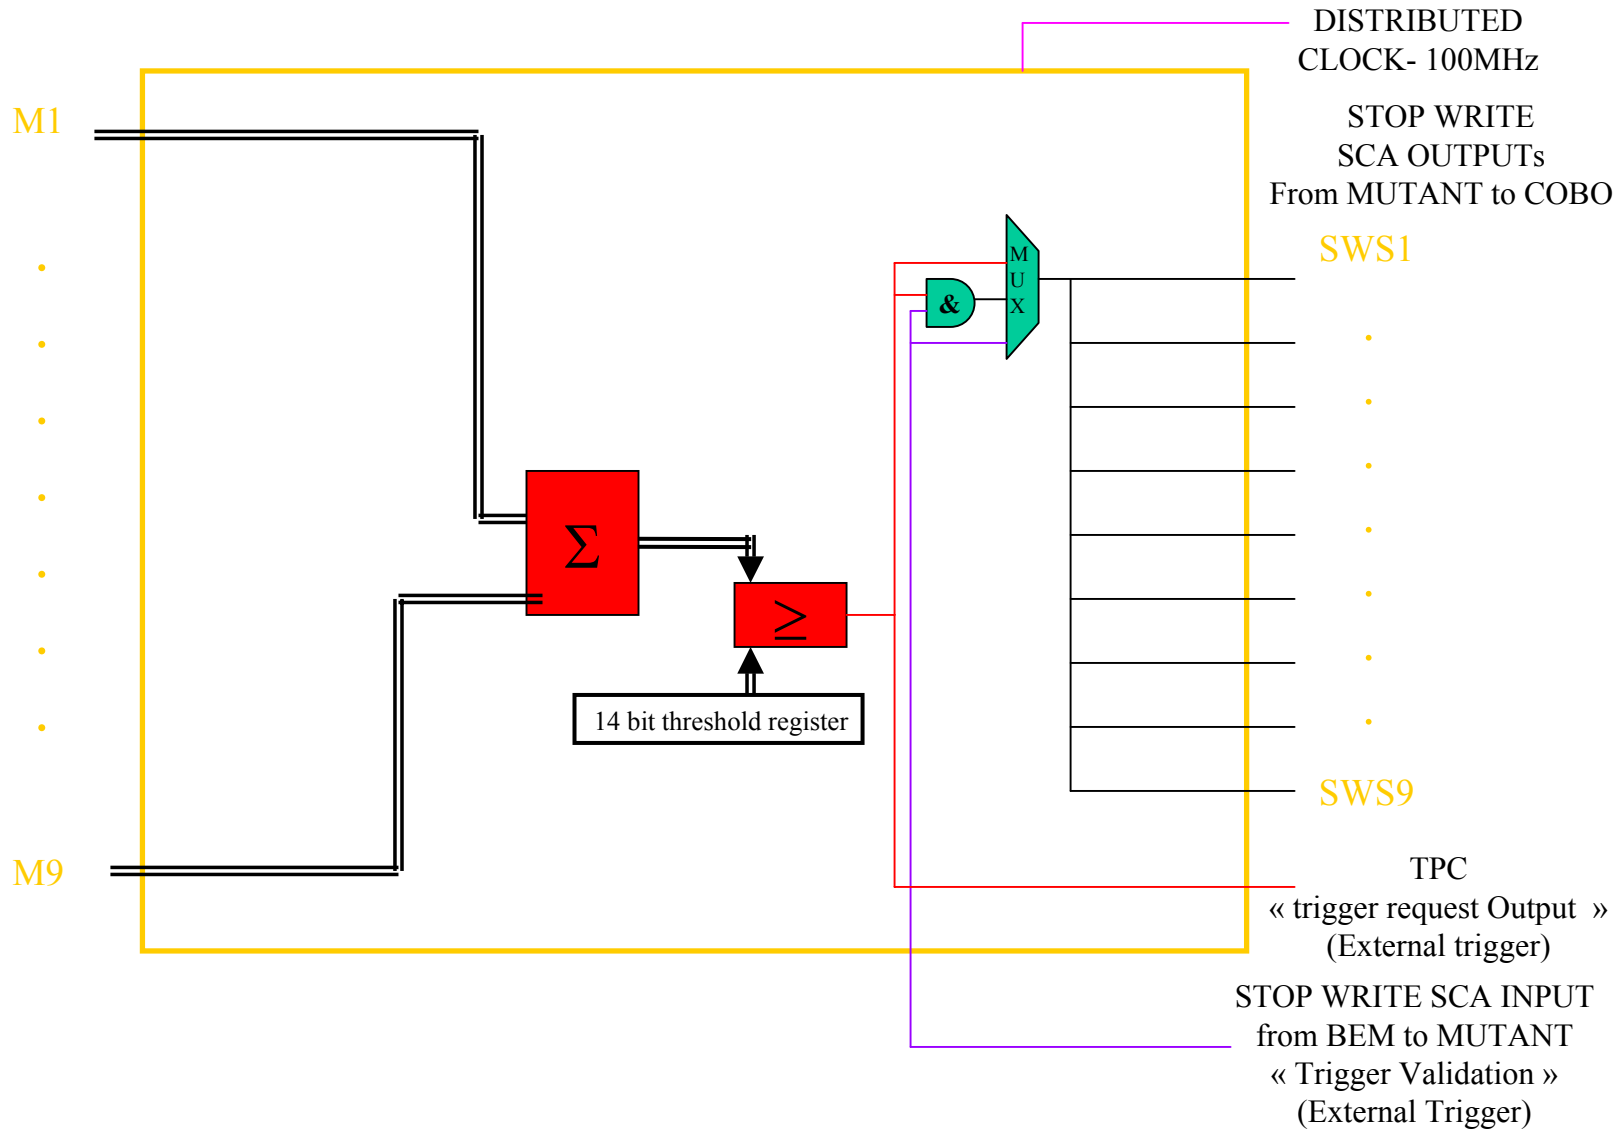 DISTRIBUTED
CLOCK- 100MHz
M1
STOP WRITE
SCA OUTPUTs
From MUTANT to COBO
SWS1
M
U
X
&
Σ
≥
14 bit threshold register
SWS9
M9
TPC
« trigger request Output »
(External trigger)
STOP WRITE SCA INPUT
from BEM to MUTANT
« Trigger Validation »
(External Trigger)